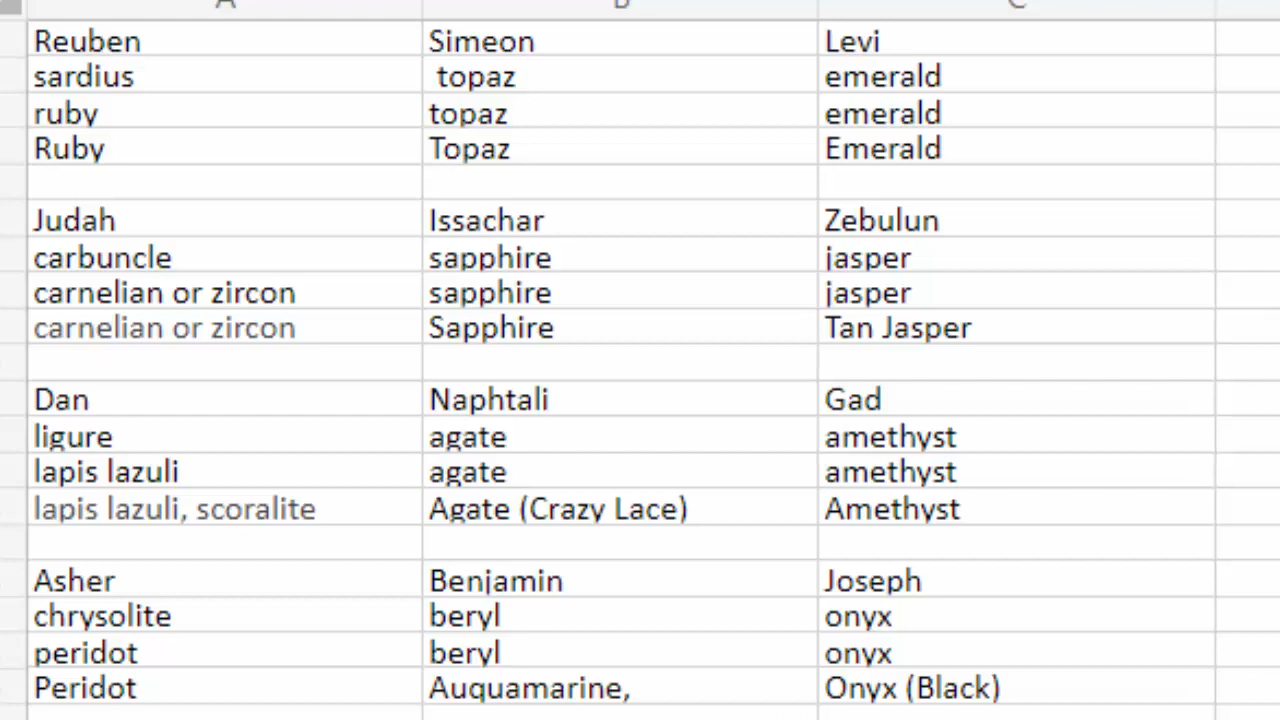 A B C
Reuben Simeon Levi
sardius topaz emerald
ruby topaz emerald
Ruby Topaz Emerald
Judah Issachar Zebulun
carbuncle sapphire jasper
carnelian or zircon sapphire jasper
carnelian or zircon Sapphire Tan Jasper
Dan Naphtali Gad
ligure agate amethyst
lapis lazuli agate amethyst
lapis lazuli, scoralite Agate (Crazy Lace) Amethyst
Asher Benjamin Joseph
chrysolite beryl onyx
peridot beryl onyx
Peridot Auquamarine, Onyx (Black)